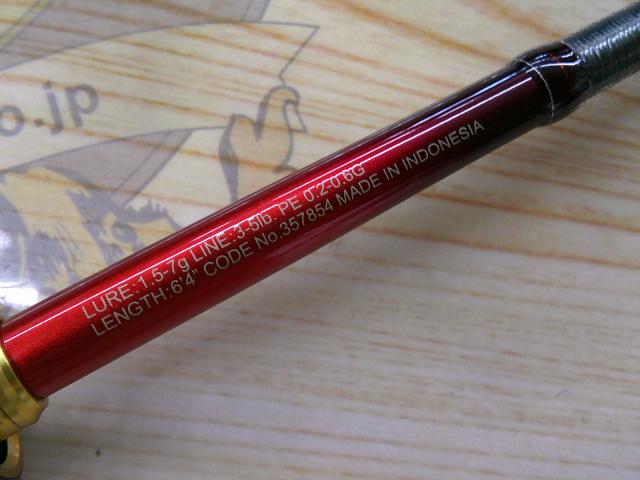 LURE:1.5-7g LINE:3-5lb. PE 0.2-0.6G
LENGTH:6'4" CODE No.357854 MADE IN INDONESIA
o.jp